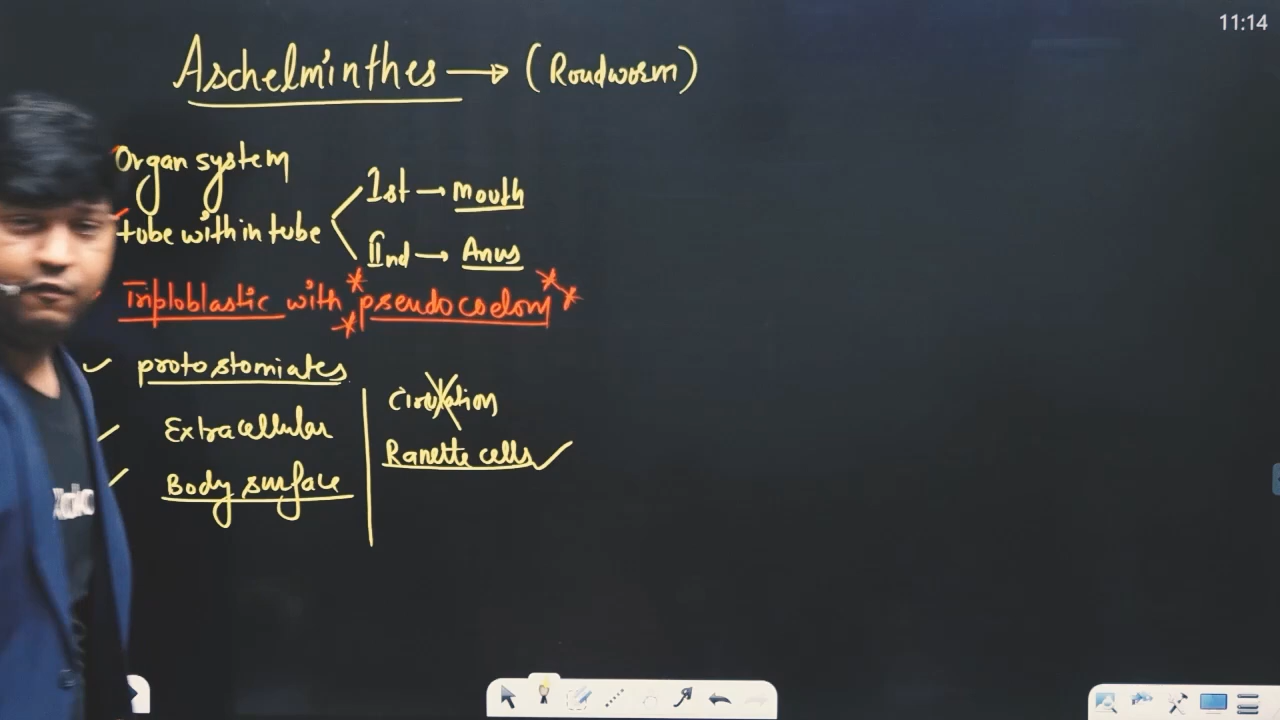 11:14
Aschelminthes → (Roudworm)
Organ system
tube within tube
1st → Mouth
IInd → Anus
Triploblastic with pseudocoelom
protostomiates
Extracellular
Body surface
Circulation
Ranette cells